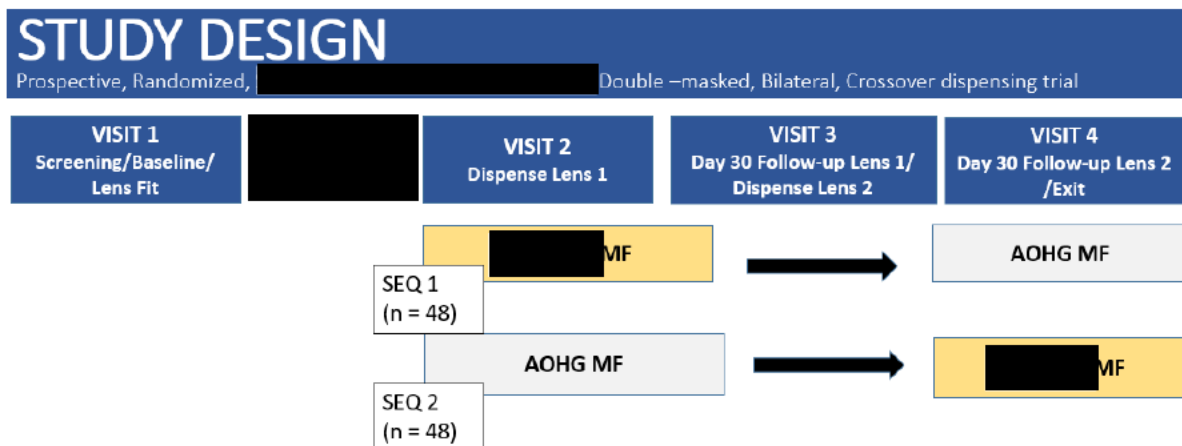 STUDY DESIGN
Prospective, Randomized, Double –masked, Bilateral, Crossover dispensing trial
VISIT 1
Screening/Baseline/
Lens Fit
VISIT 2
Dispense Lens 1
VISIT 3
Day 30 Follow-up Lens 1/
Dispense Lens 2
VISIT 4
Day 30 Follow-up Lens 2
/Exit
MF
AOHG MF
SEQ 1
(n = 48)
AOHG MF
MF
SEQ 2
(n = 48)